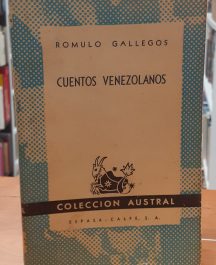 ROMULO GALLEGOS
CUENTOS VENEZOLANOS
COLECCION AUSTRAL
ESPASA-CALPE, S. A.